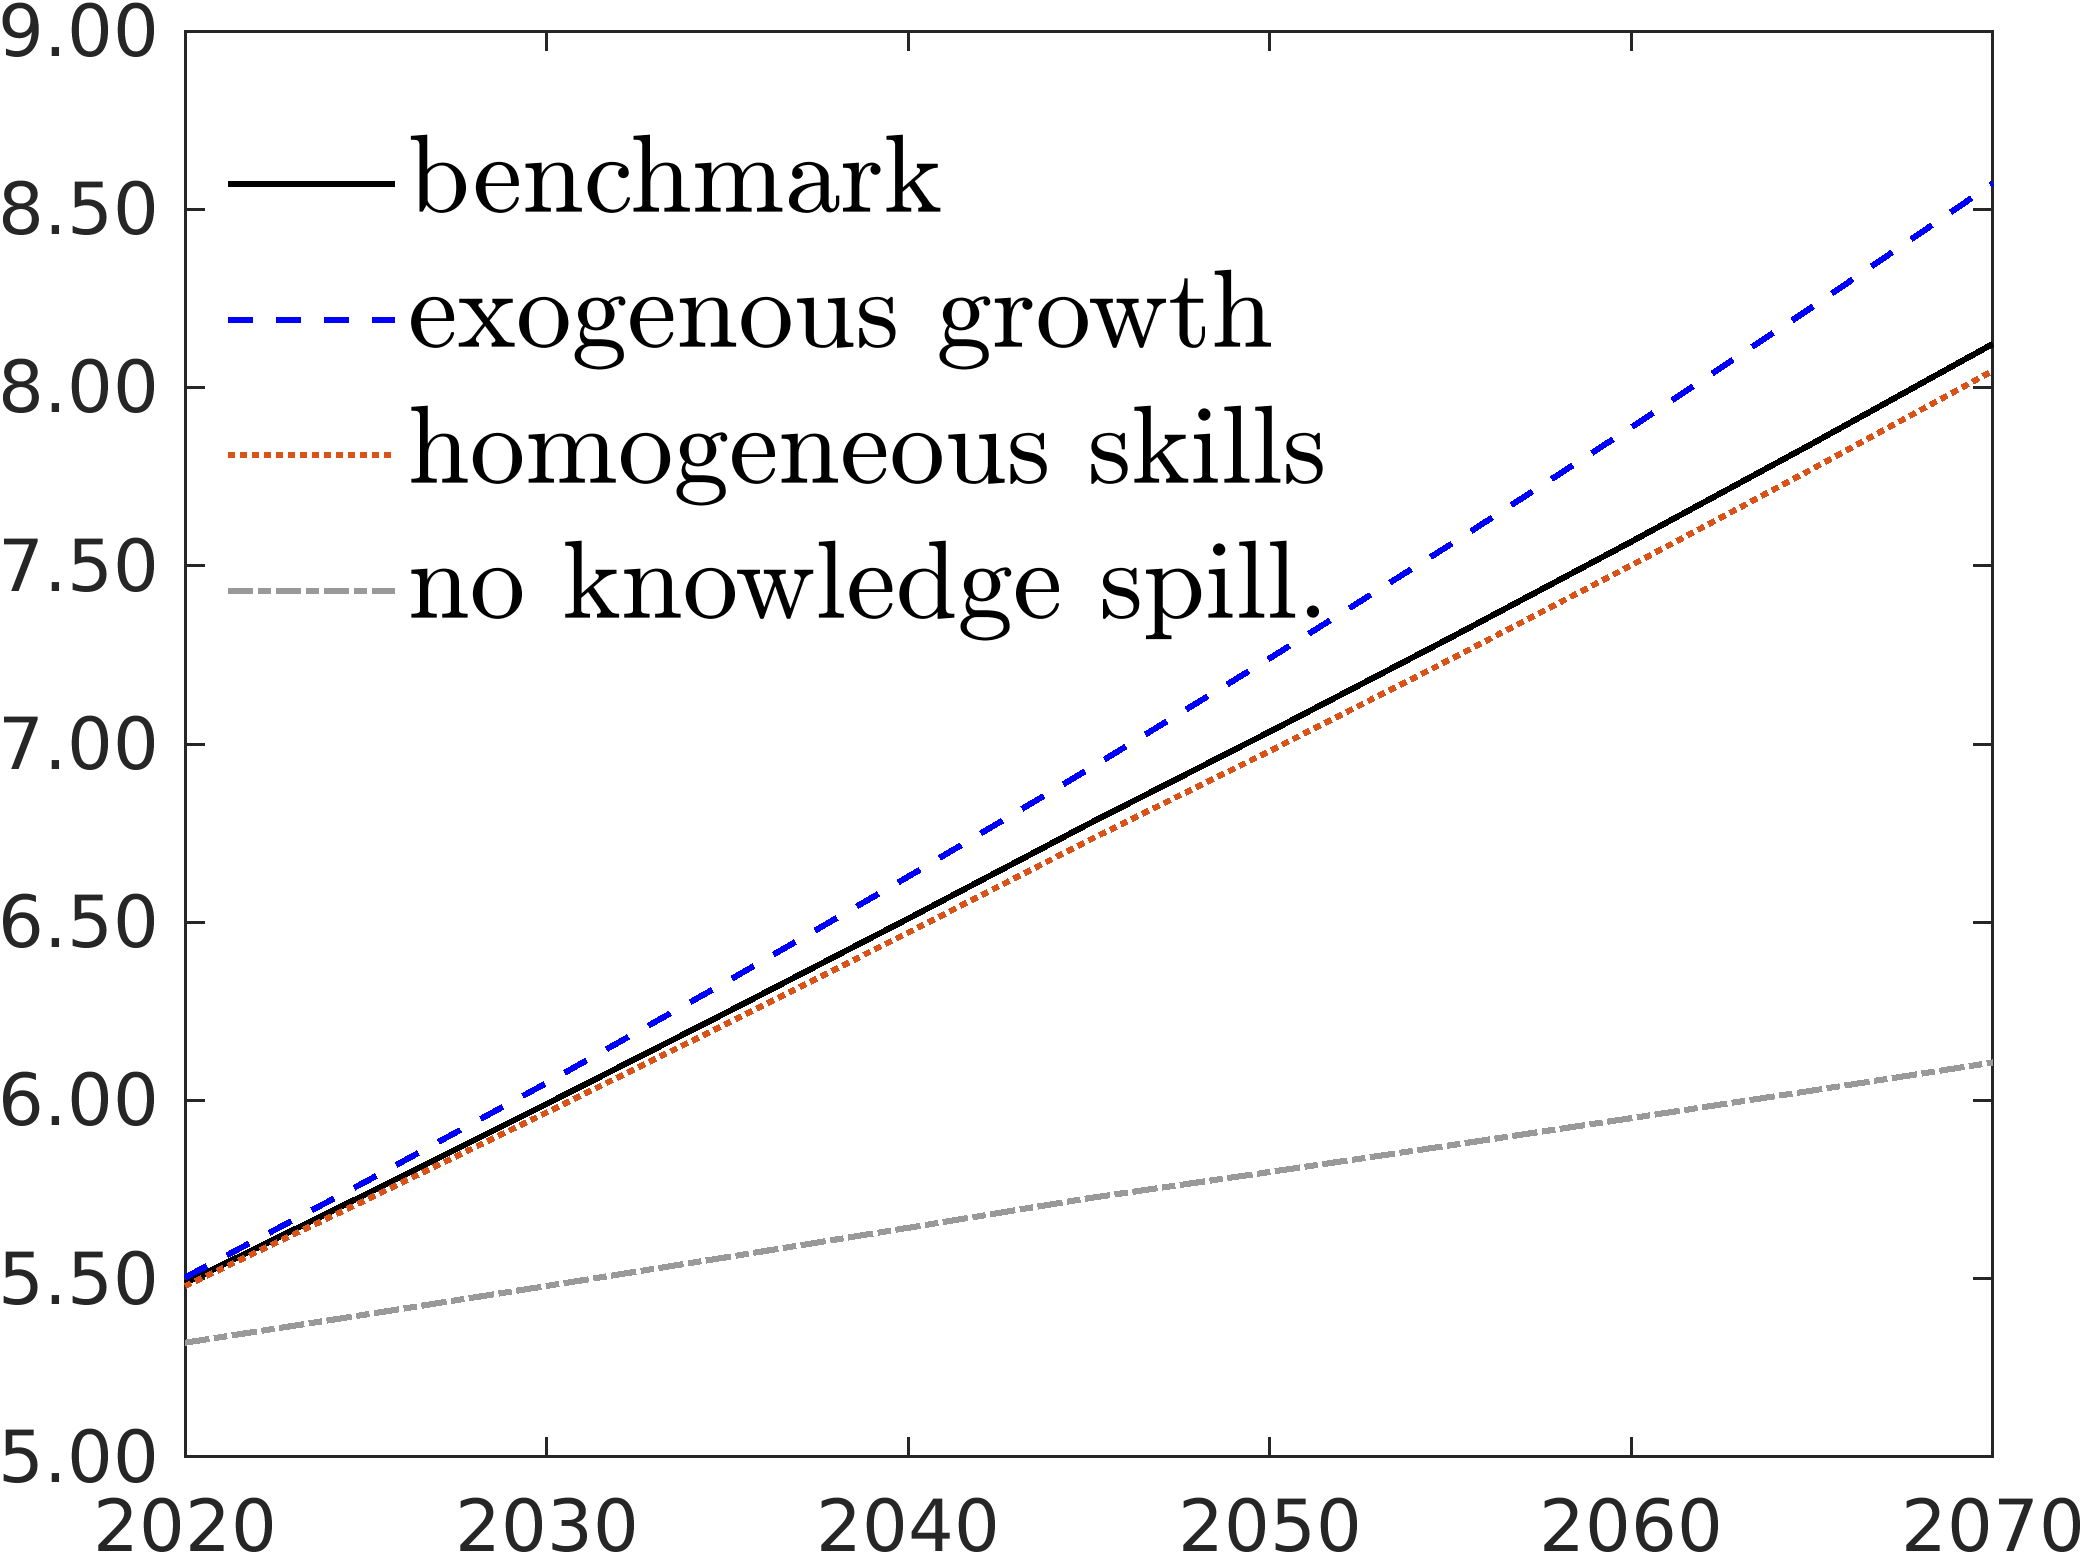 9.00
8.50
8.00
7.50
7.00
6.50
6.00
5.50
5.00
benchmark
exogenous growth
homogeneous skills
no knowledge spill.
2020 2030 2040 2050 2060 2070